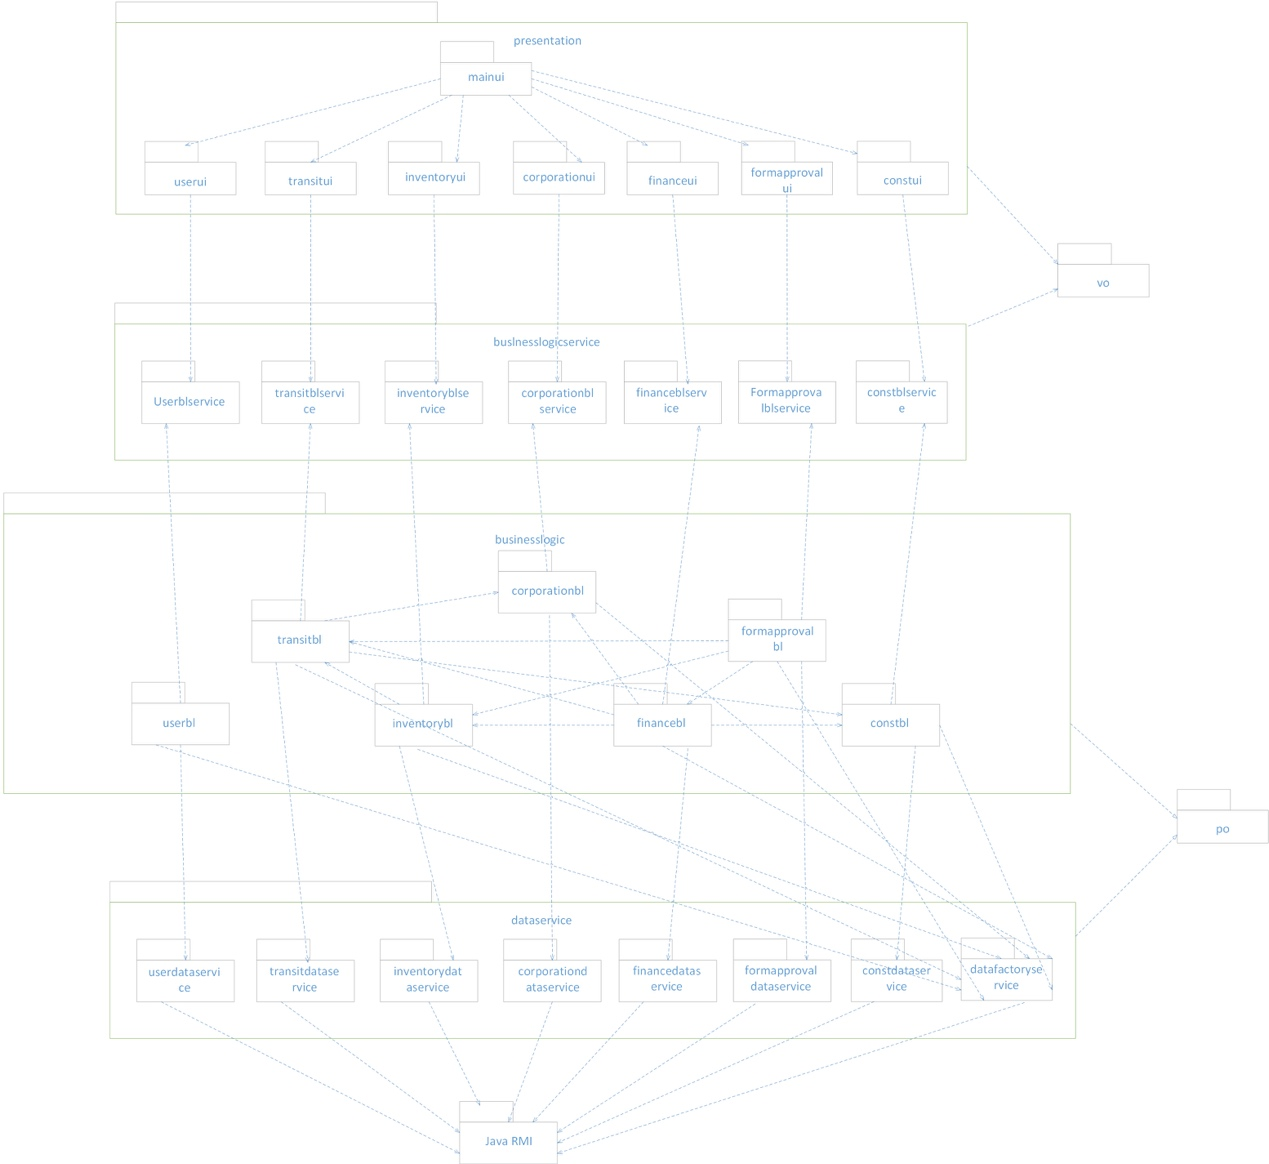 presentation
mainui
userui
transitui
inventoryui
corporationui
financeui
formapproval
ui
constui
vo
buslnesslogicservice
Userblservice
transitblservi
ce
inventoryblse
rvice
corporationbl
service
financeblserv
ice
Formapprova
lblservice
constblservic
e
businesslogic
corporationbl
transitbl
formapproval
bl
userbl
inventorybl
financebl
constbl
po
dataservice
userdataservi
ce
transitdatase
rvice
inventorydat
aservice
corporationd
ataservice
financedatas
ervice
formapproval
dataservice
constdataser
vice
datafactoryse
rvice
Java RMI